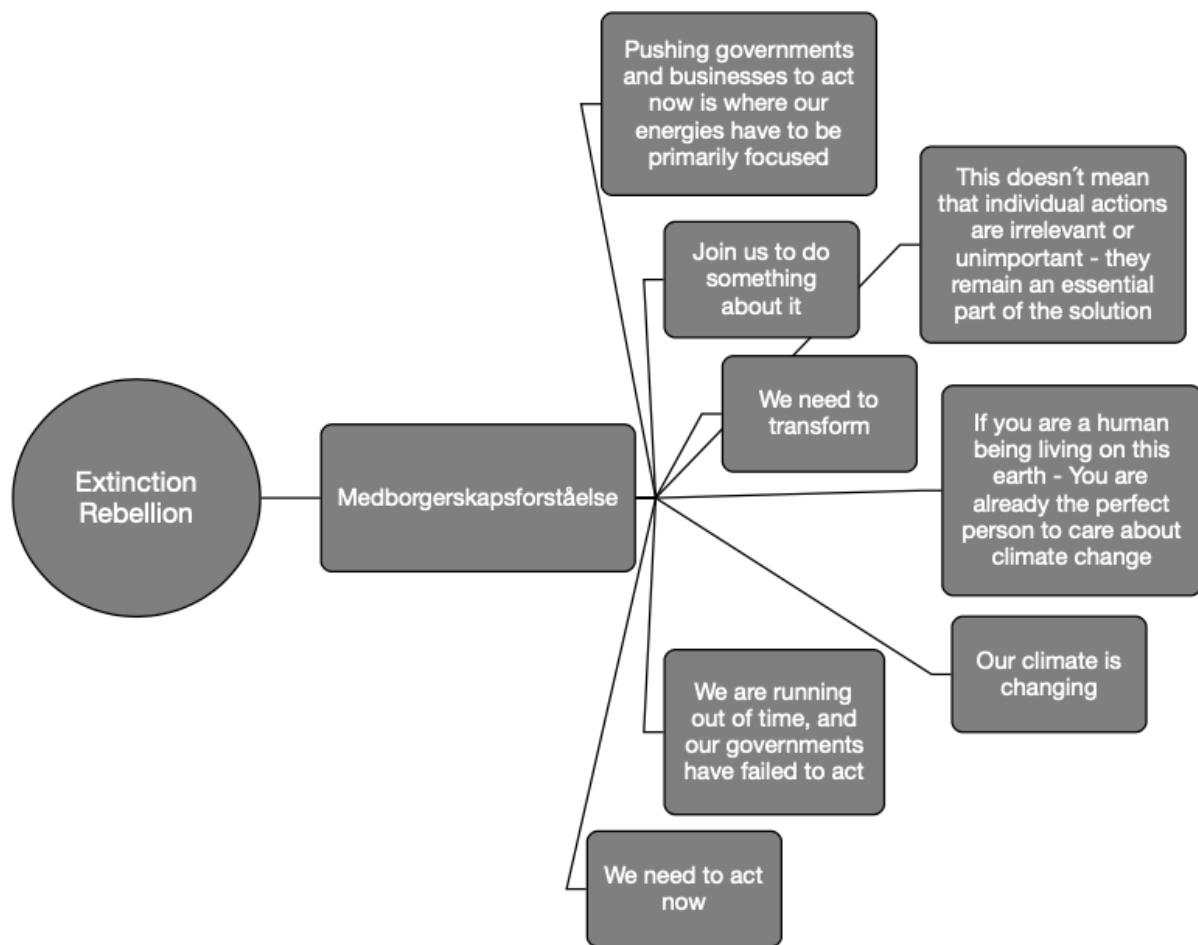 Extinction
Rebellion
Medborgerskapsforståelse
Pushing governments
and businesses to act
now is where our
energies have to be
primarily focused
This doesn´t mean
that individual actions
are irrelevant or
unimportant - they
remain an essential
part of the solution
Join us to do
something
about it
We need to
transform
If you are a human
being living on this
earth - You are
already the perfect
person to care about
climate change
Our climate is
changing
We are running
out of time, and
our governments
have failed to act
We need to act
now